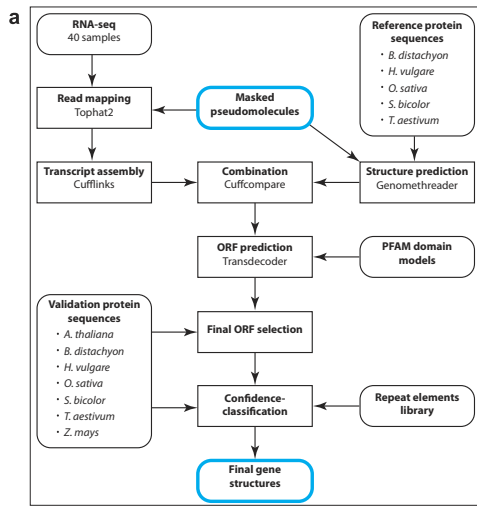 a
RNA-seq
40 samples
Reference protein
sequences
• B. distachyon
• H. vulgare
• O. sativa
• S. bicolor
• T. aestivum
Read mapping
Tophat2
Masked
pseudomolecules
Transcript assembly
Cufflinks
Combination
Cuffcompare
Structure prediction
Genomethreader
ORF prediction
Transdecoder
PFAM domain
models
Validation protein
sequences
• A. thaliana
• B. distachyon
• H. vulgare
• O. sativa
• S. bicolor
• T. aestivum
• Z. mays
Final ORF selection
Confidence-
classification
Repeat elements
library
Final gene
structures